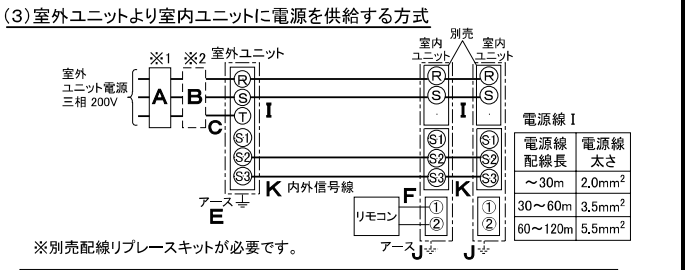 (3)室外ユニットより室内ユニットに電源を供給する方式
※1 ※2 室外ユニット
別売
室内ユニット
室内ユニット
室外
ユニット電源
三相 200V
A B C
R S T S1 S2 S3
I
R S S1 S2 S3
I
R S S1 S2 S3
K 内外信号線
K
アース
E
F
リモコン
① ②
① ②
アース J
J
※別売配線リプレースキットが必要です。
電源線 I
電源線配線長 電源線太さ
~30m 2.0mm²
30~60m 3.5mm²
60~120m 5.5mm²